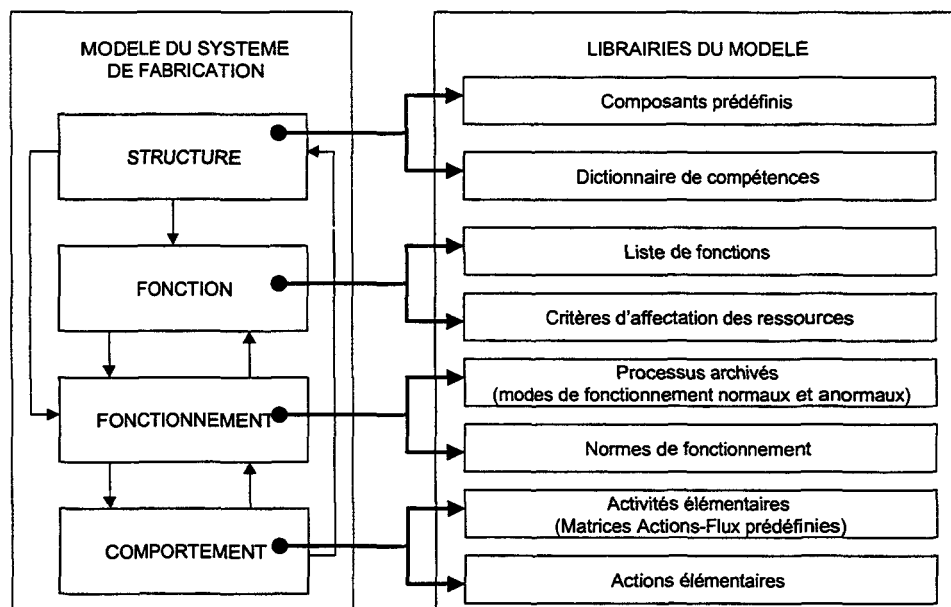 MODELE DU SYSTEME
DE FABRICATION
STRUCTURE
FONCTION
FONCTIONNEMENT
COMPORTEMENT
LIBRAIRIES DU MODELE
Composants prédéfinis
Dictionnaire de compétences
Liste de fonctions
Critères d'affectation des ressources
Processus archivés
(modes de fonctionnement normaux et anormaux)
Normes de fonctionnement
Activités élémentaires
(Matrices Actions-Flux prédéfinies)
Actions élémentaires